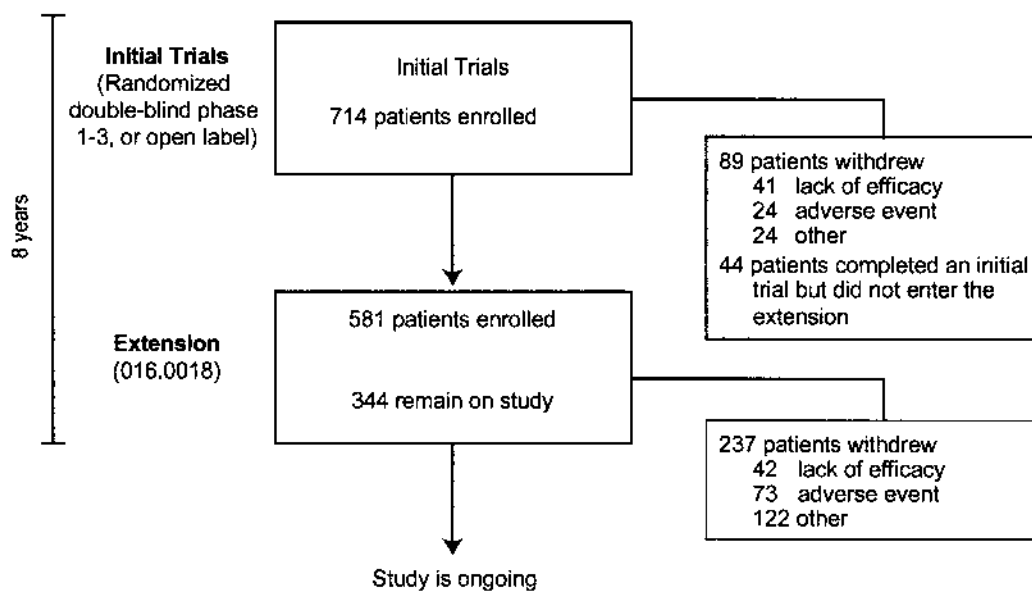 Initial Trials
(Randomized
double-blind phase
1-3, or open label)
Initial Trials
714 patients enrolled
89 patients withdrew
41 lack of efficacy
24 adverse event
24 other
44 patients completed an initial
trial but did not enter the
extension
8 years
Extension
(016.0018)
581 patients enrolled
344 remain on study
237 patients withdrew
42 lack of efficacy
73 adverse event
122 other
Study is ongoing